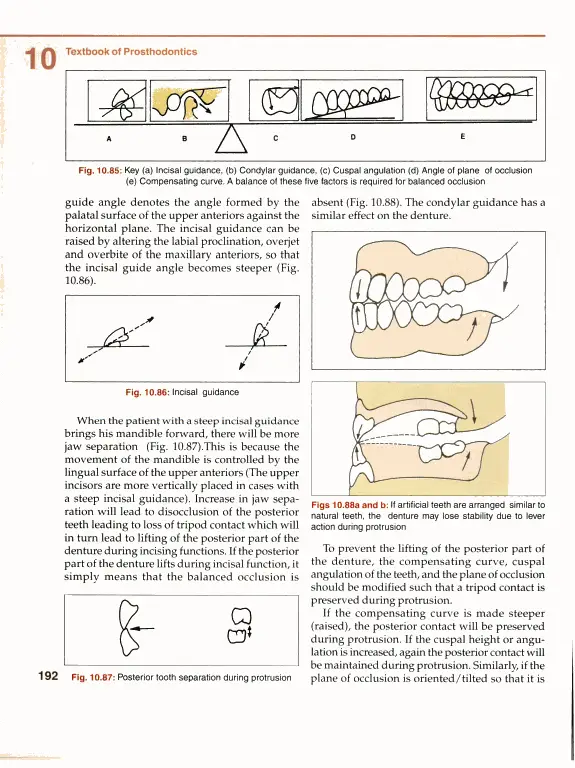 10
Textbook of Prosthodontics
A B C D E
Fig. 10.85: Key (a) Incisal guidance, (b) Condylar guidance, (c) Cuspal angulation (d) Angle of plane of occlusion
(e) Compensating curve. A balance of these five factors is required for balanced occlusion
guide angle denotes the angle formed by the
palatal surface of the upper anteriors against the
horizontal plane. The incisal guidance can be
raised by altering the labial proclination, overjet
and overbite of the maxillary anteriors, so that
the incisal guide angle becomes steeper (Fig.
10.86).
Fig. 10.86: Incisal guidance
When the patient with a steep incisal guidance
brings his mandible forward, there will be more
jaw separation (Fig. 10.87).This is because the
movement of the mandible is controlled by the
lingual surface of the upper anteriors (The upper
incisors are more vertically placed in cases with
a steep incisal guidance). Increase in jaw sepa-
ration will lead to disocclusion of the posterior
teeth leading to loss of tripod contact which will
in turn lead to lifting of the posterior part of the
denture during incising functions. If the posterior
part of the denture lifts during incisal function, it
simply means that the balanced occlusion is
Fig. 10.87: Posterior tooth separation during protrusion
absent (Fig. 10.88). The condylar guidance has a
similar effect on the denture.
Figs 10.88a and b: If artificial teeth are arranged similar to
natural teeth, the denture may lose stability due to lever
action during protrusion
To prevent the lifting of the posterior part of
the denture, the compensating curve, cuspal
angulation of the teeth, and the plane of occlusion
should be modified such that a tripod contact is
preserved during protrusion.
If the compensating curve is made steeper
(raised), the posterior contact will be preserved
during protrusion. If the cuspal height or angu-
lation is increased, again the posterior contact will
be maintained during protrusion. Similarly, if the
plane of occlusion is oriented/tilted so that it is
192